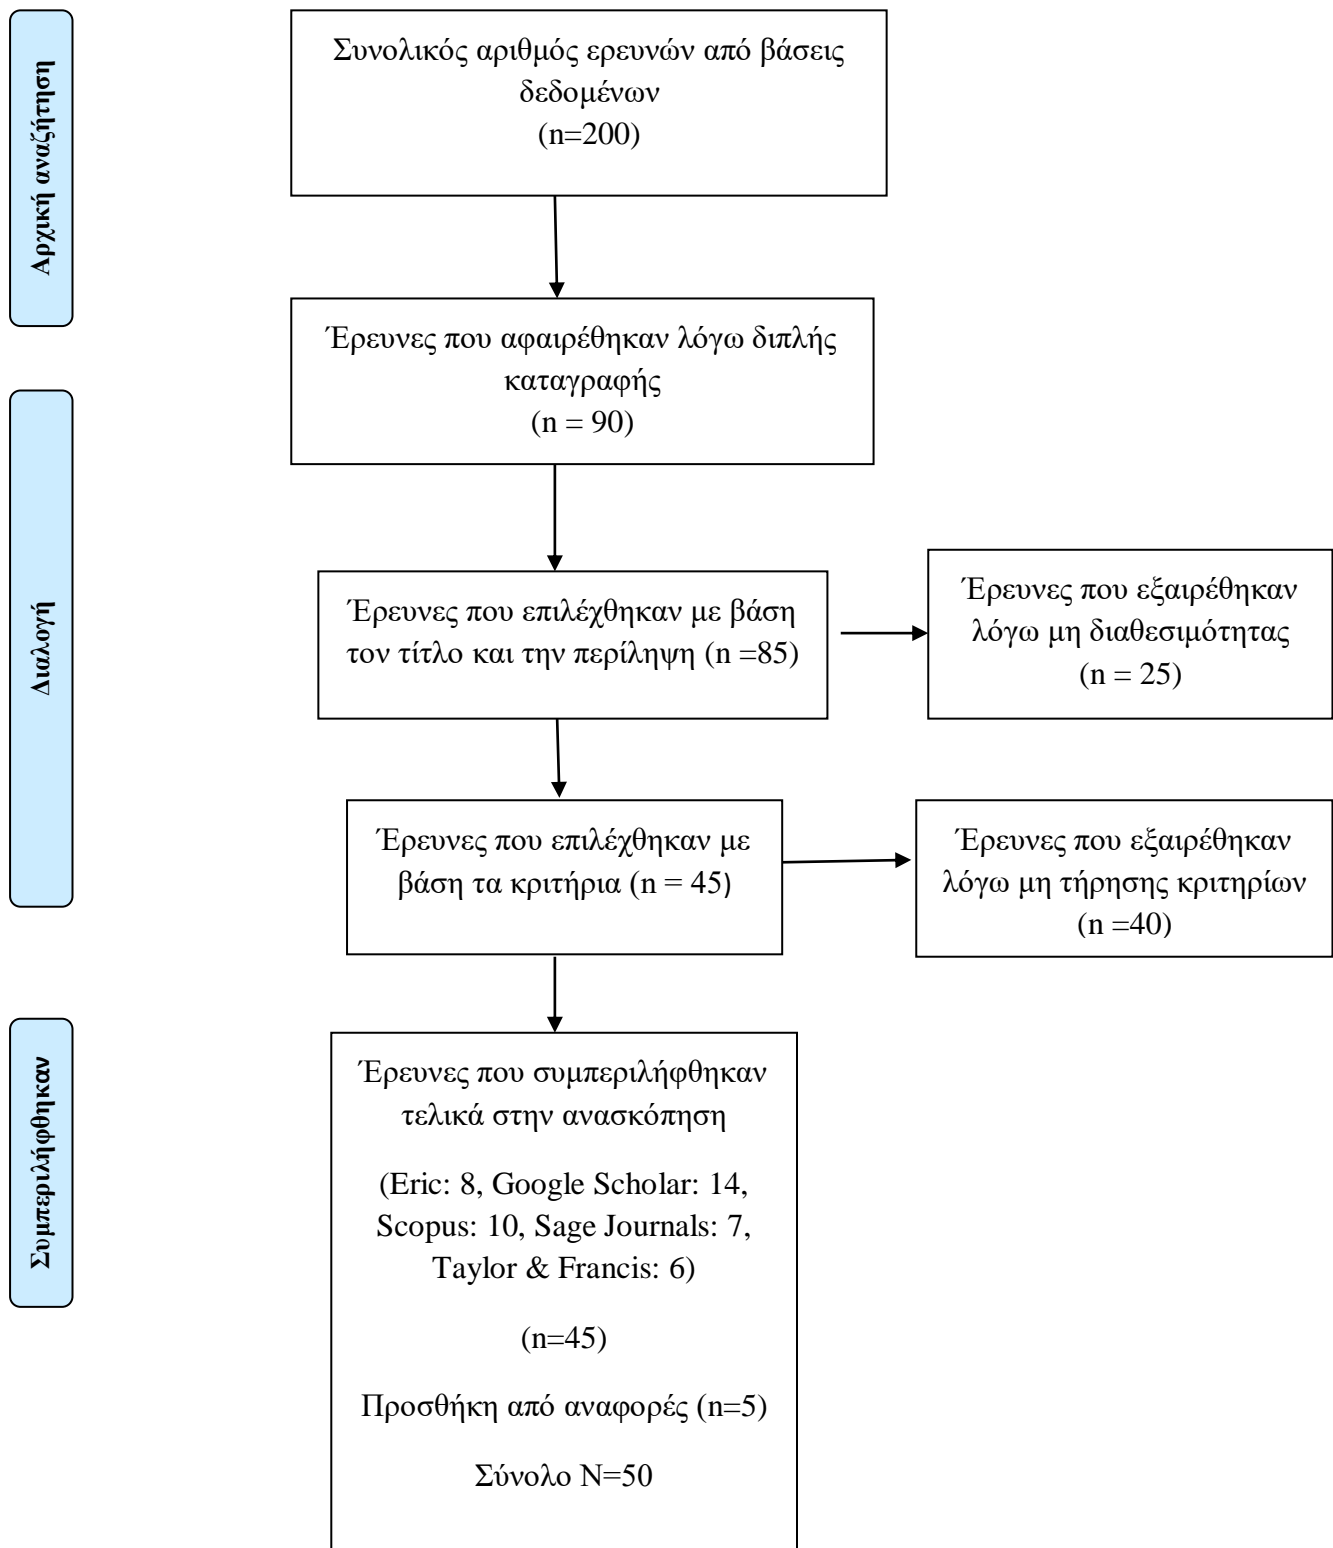 Αρχική αναζήτηση
Συνολικός αριθμός ερευνών από βάσεις
δεδομένων
(n=200)
Έρευνες που αφαιρέθηκαν λόγω διπλής
καταγραφής
(n = 90)
Διαλογή
Έρευνες που επιλέχθηκαν με βάση
τον τίτλο και την περίληψη (n =85)
Έρευνες που εξαιρέθηκαν
λόγω μη διαθεσιμότητας
(n = 25)
Έρευνες που επιλέχθηκαν με
βάση τα κριτήρια (n = 45)
Έρευνες που εξαιρέθηκαν
λόγω μη τήρησης κριτηρίων
(n =40)
Συμπεριλήφθηκαν
Έρευνες που συμπεριλήφθηκαν
τελικά στην ανασκόπηση
(Eric: 8, Google Scholar: 14,
Scopus: 10, Sage Journals: 7,
Taylor & Francis: 6)
(n=45)
Προσθήκη από αναφορές (n=5)
Σύνολο Ν=50